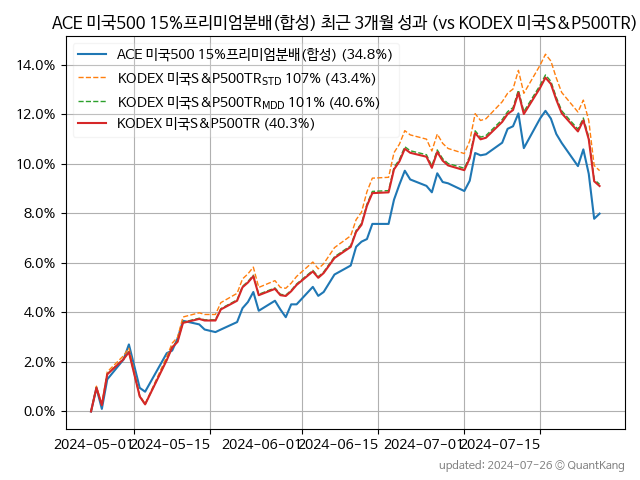 ACE 미국500 15%프리미엄분배(합성) 최근 3개월 성과 (vs KODEX 미국S&P500TR)
ACE 미국500 15%프리미엄분배(합성) (34.8%)
KODEX 미국S&P500TR STD 107% (43.4%)
KODEX 미국S&P500TR MDD 101% (40.6%)
KODEX 미국S&P500TR (40.3%)
14.0%
12.0%
10.0%
8.0%
6.0%
4.0%
2.0%
0.0%
2024-05-01 2024-05-15 2024-06-01 2024-06-15 2024-07-01 2024-07-15
updated: 2024-07-26 © QuantKang